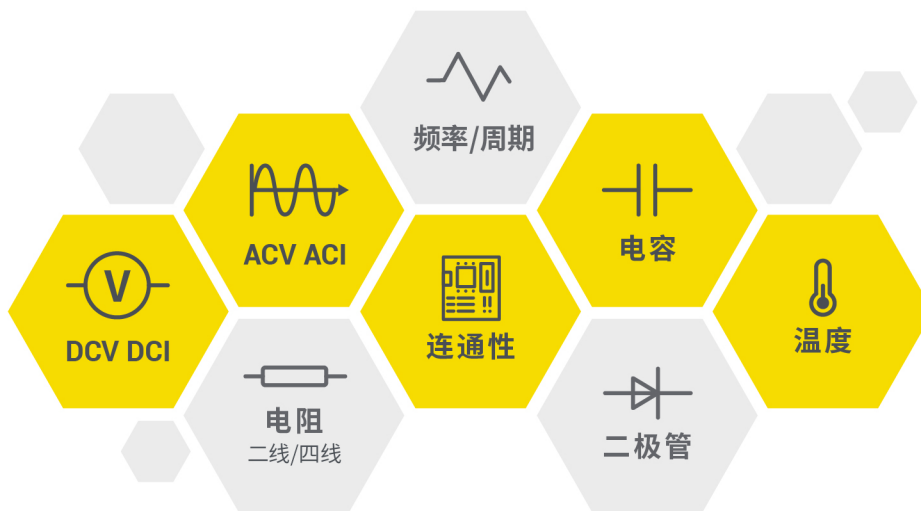 频率/周期
ACV ACI
电容
V
DCV DCI
连通性
温度
电阻
二线/四线
二极管